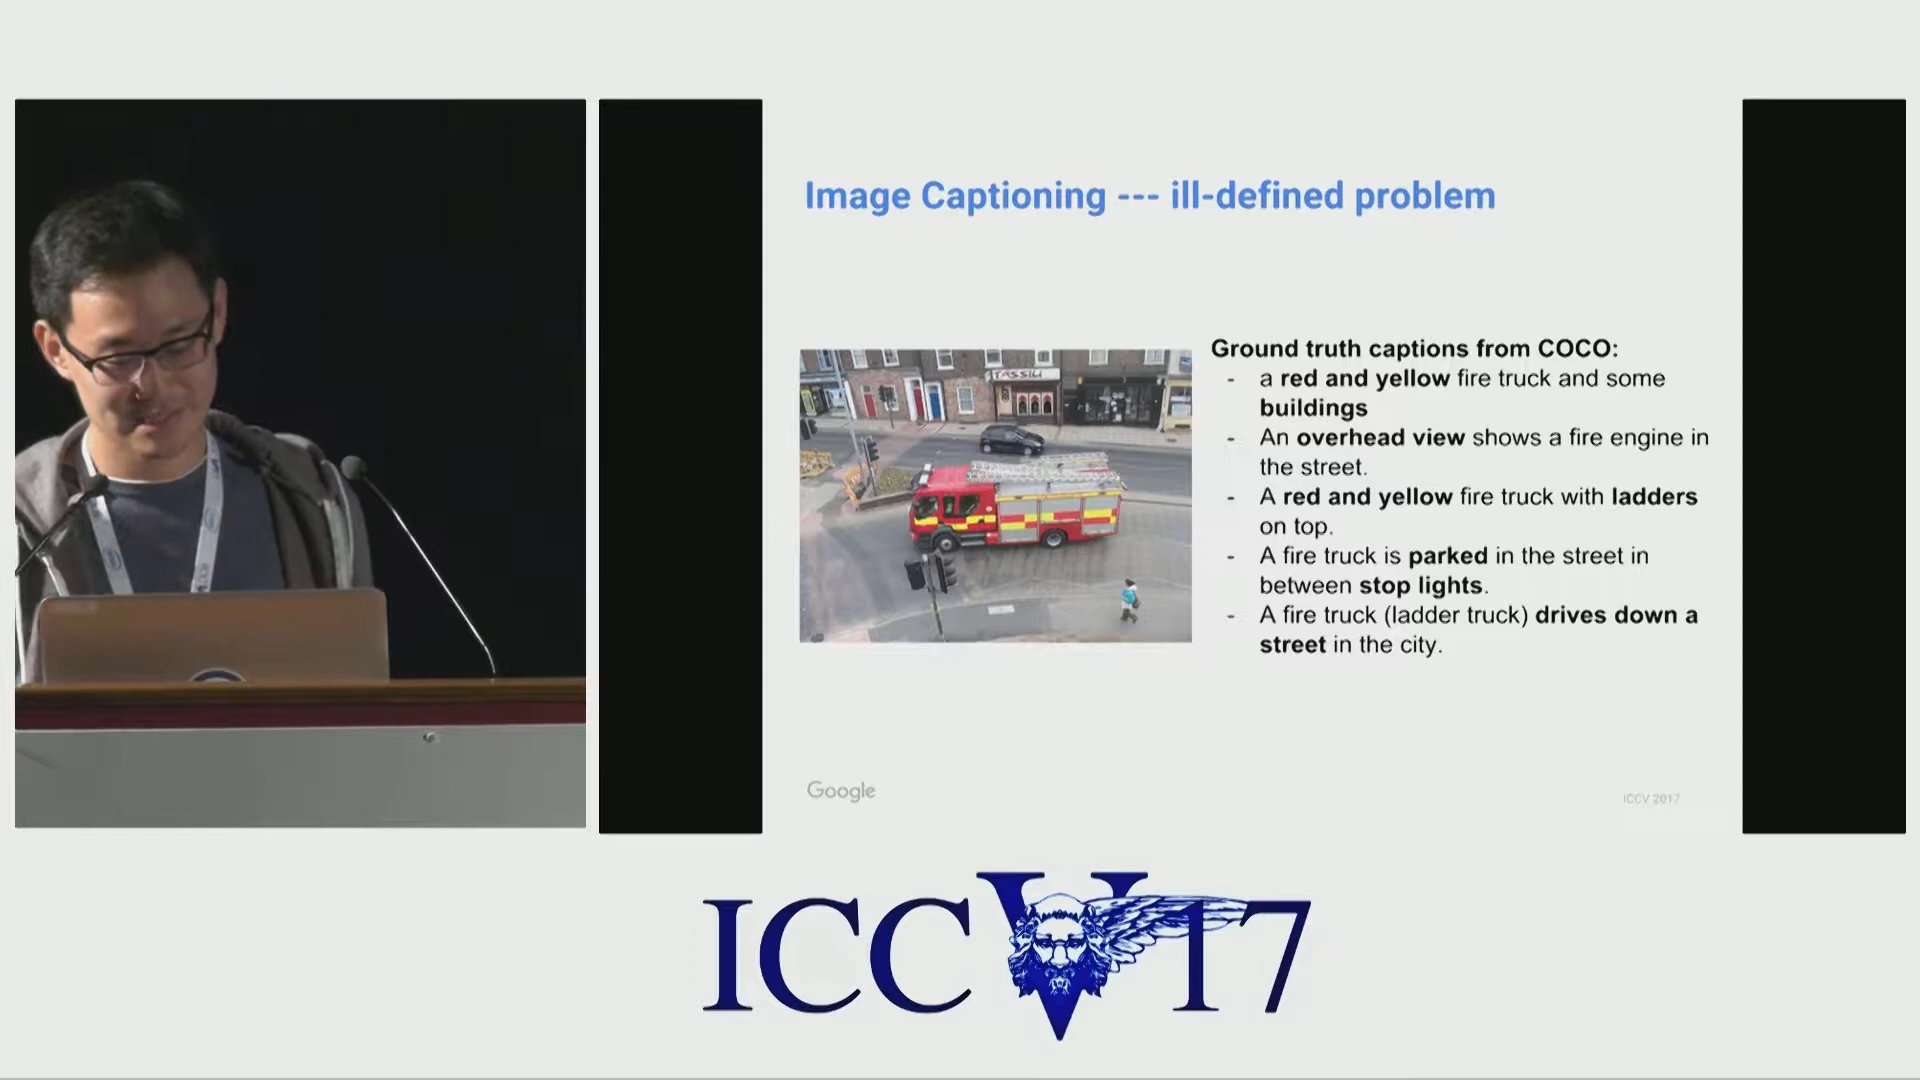 Image Captioning --- ill-defined problem
Ground truth captions from COCO:
- a red and yellow fire truck and some
buildings
- An overhead view shows a fire engine in
the street.
- A red and yellow fire truck with ladders
on top.
- A fire truck is parked in the street in
between stop lights.
- A fire truck (ladder truck) drives down a
street in the city.
TASSILI
Google
ICCV 2017
ICCV17